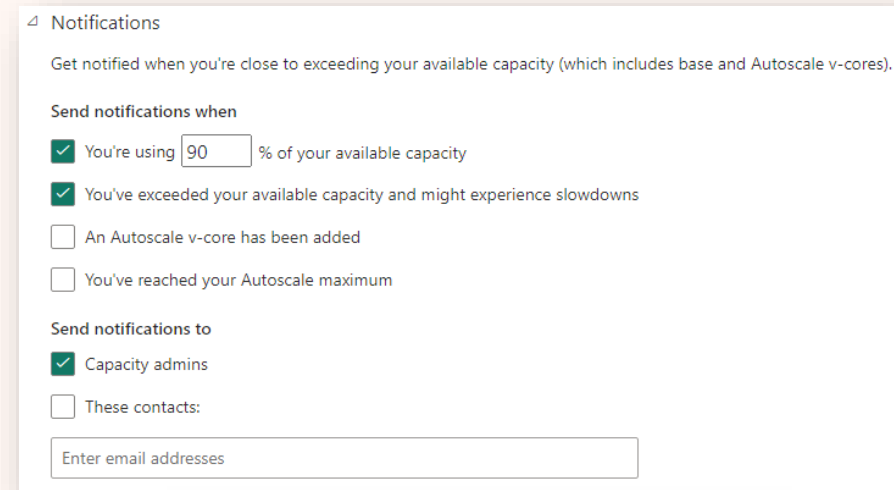 Notifications
Get notified when you're close to exceeding your available capacity (which includes base and Autoscale v-cores).
Send notifications when
You're using 90 % of your available capacity
You've exceeded your available capacity and might experience slowdowns
An Autoscale v-core has been added
You've reached your Autoscale maximum
Send notifications to
Capacity admins
These contacts:
Enter email addresses